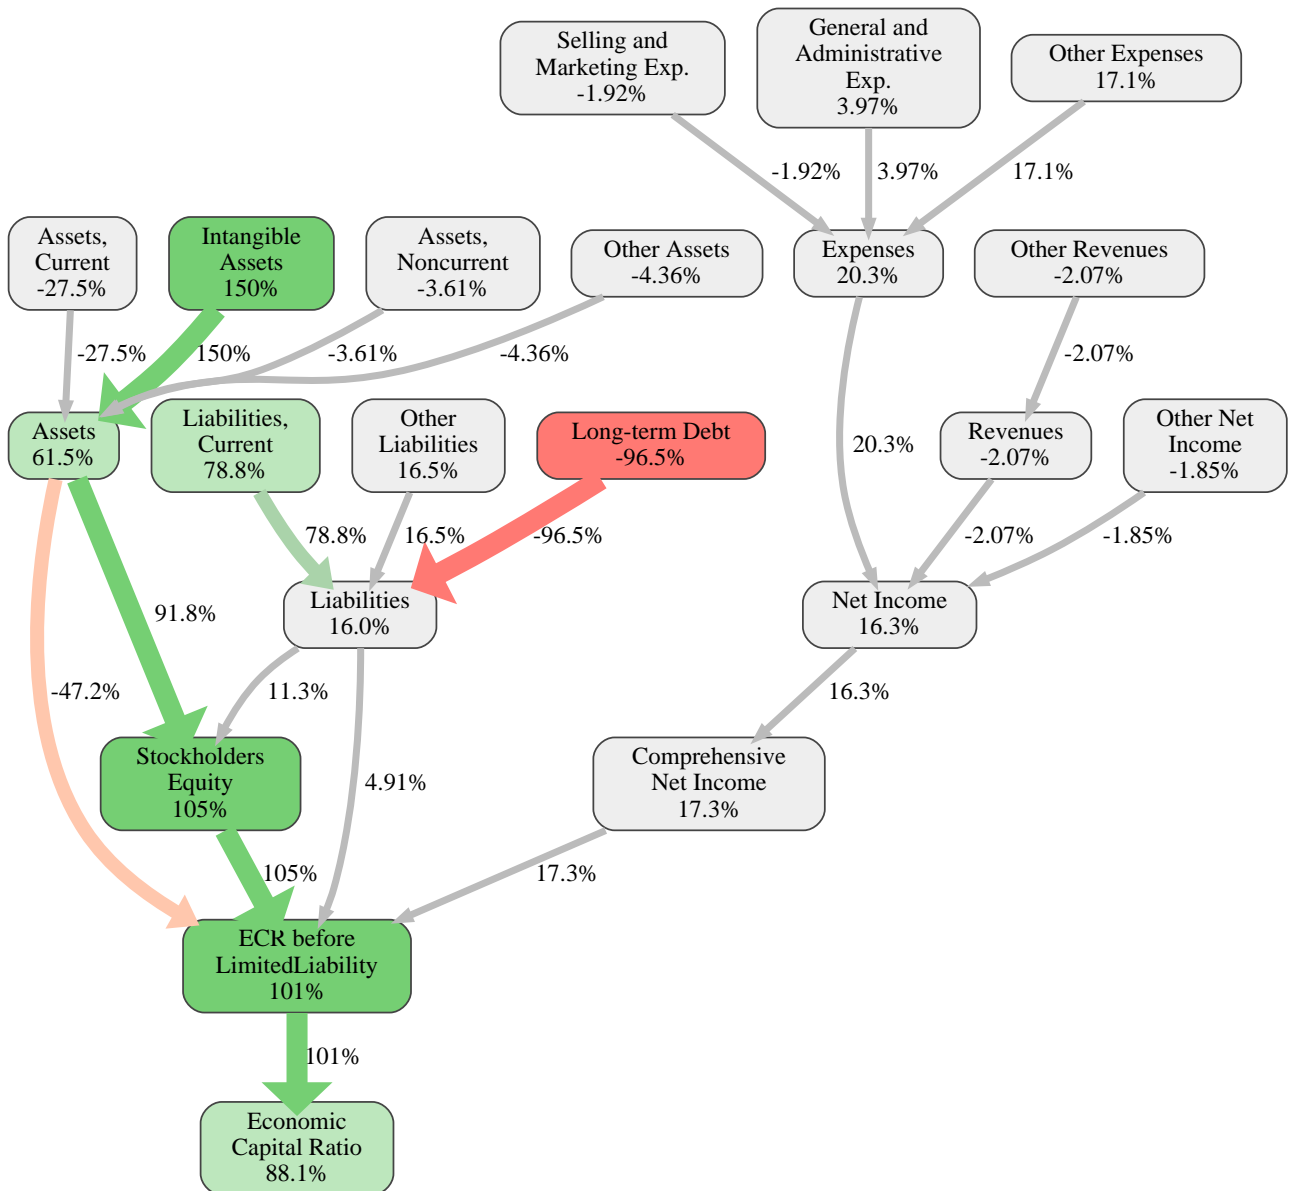 Selling and
Marketing Exp.
-1.92%
General and
Administrative
Exp.
3.97%
Other Expenses
17.1%
-1.92%
3.97%
17.1%
Assets,
Current
-27.5%
Intangible
Assets
150%
Assets,
Noncurrent
-3.61%
Other Assets
-4.36%
Expenses
20.3%
Other Revenues
-2.07%
-27.5%
150%
-3.61%
-4.36%
-2.07%
Assets
61.5%
Liabilities,
Current
78.8%
Other
Liabilities
16.5%
Long-term Debt
-96.5%
20.3%
Revenues
-2.07%
Other Net
Income
-1.85%
78.8%
16.5%
-96.5%
-2.07%
-1.85%
91.8%
Liabilities
16.0%
Net Income
16.3%
-47.2%
11.3%
16.3%
Stockholders
Equity
105%
4.91%
Comprehensive
Net Income
17.3%
105%
17.3%
ECR before
LimitedLiability
101%
101%
Economic
Capital Ratio
88.1%